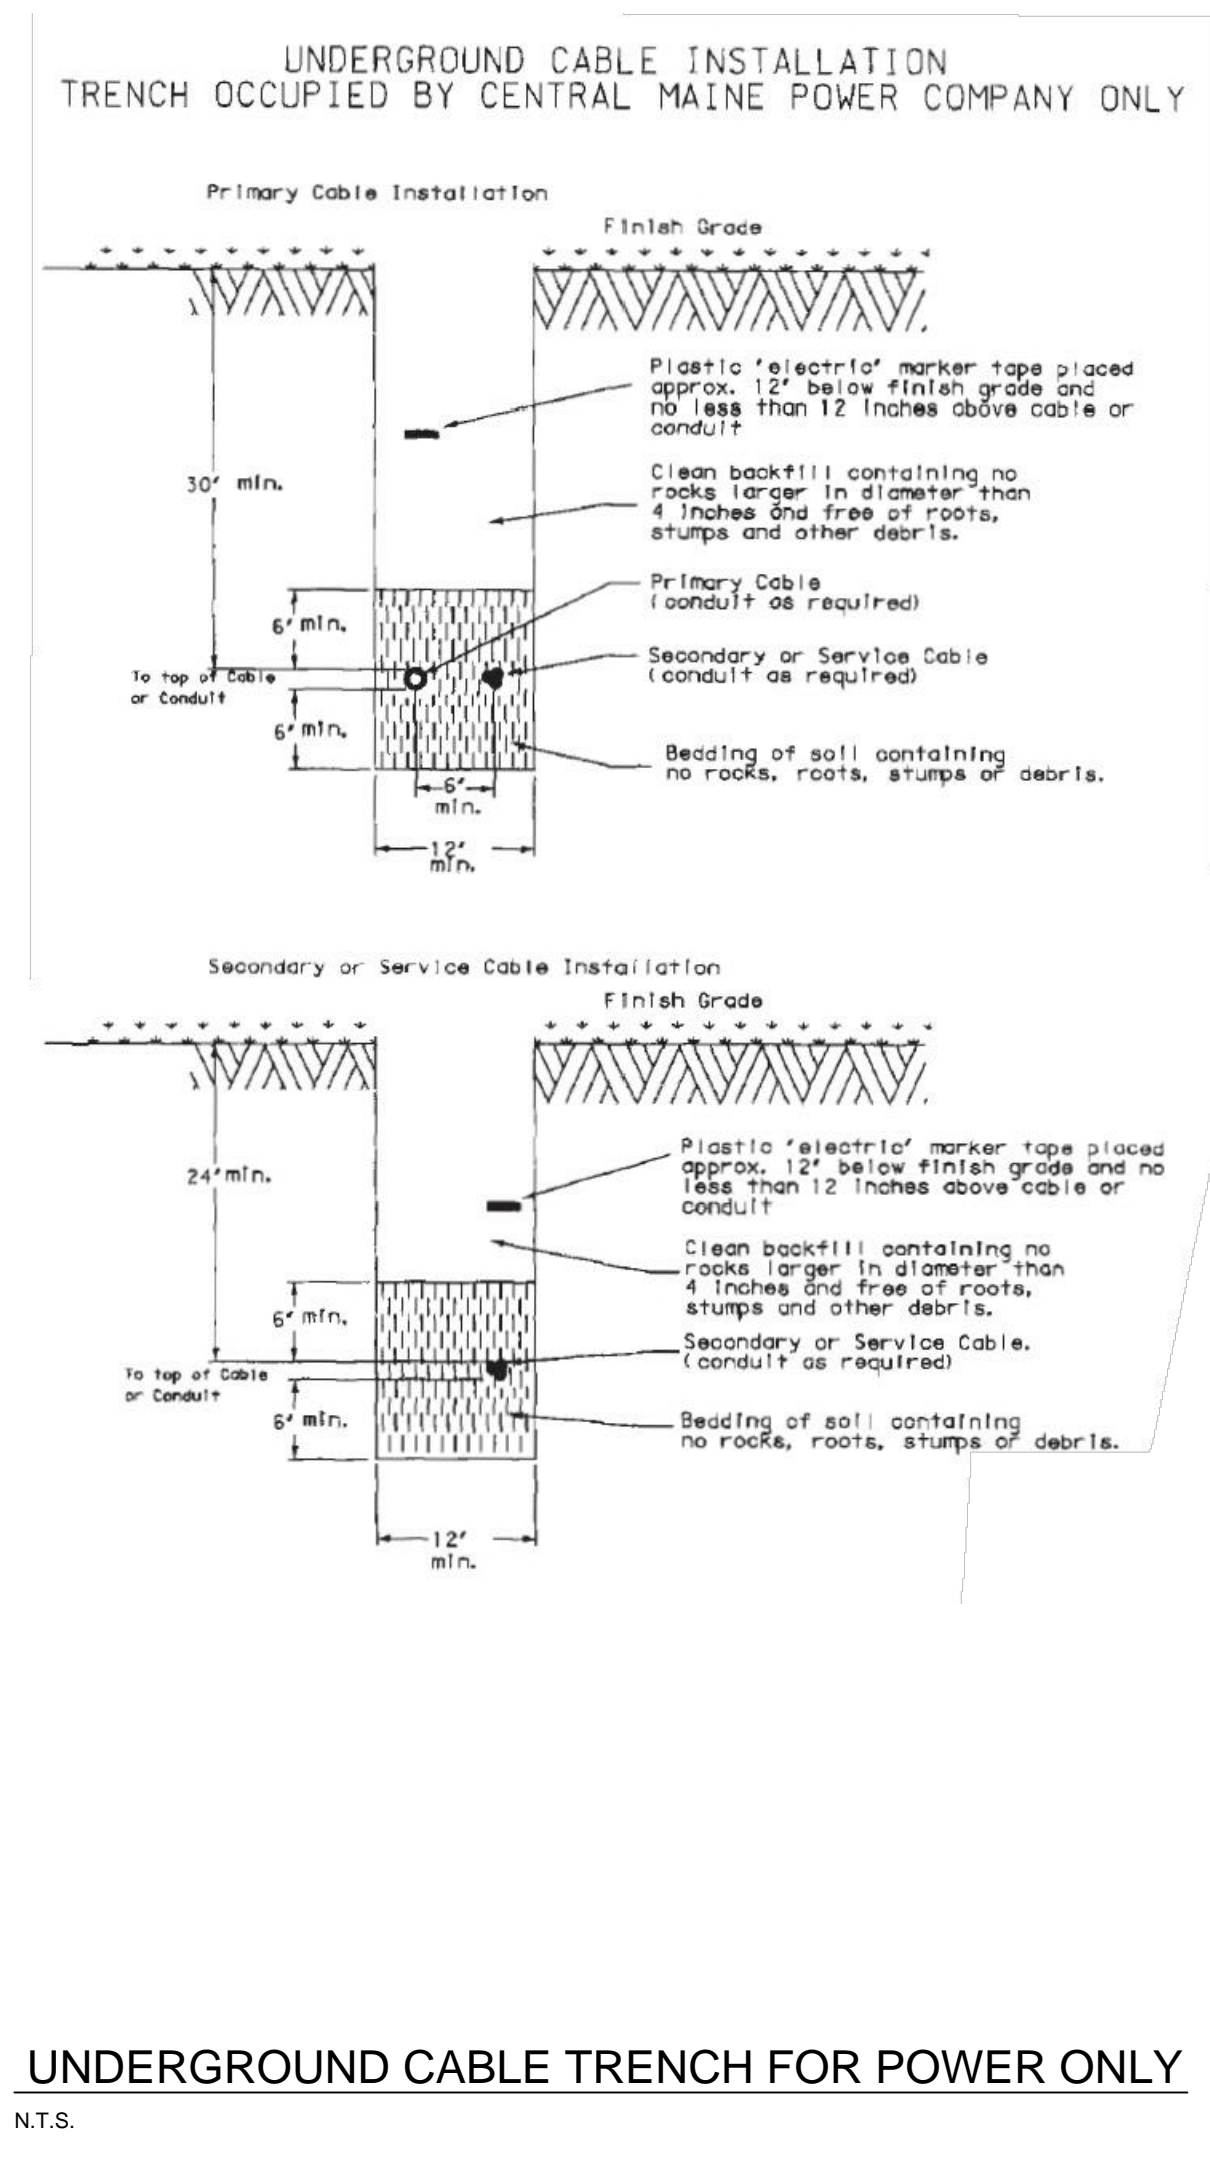 UNDERGROUND CABLE INSTALLATION
TRENCH OCCUPIED BY CENTRAL MAINE POWER COMPANY ONLY
Primary Cable Installation
Finish Grade
Plastic 'electric' marker tape placed
approx. 12' below finish grade and
no less than 12 inches above cable or
conduit
30' min.
Clean backfill containing no
rocks larger in diameter than
4 inches and free of roots,
stumps and other debris.
Primary Cable
(conduit as required)
6' min.
Secondary or Service Cable
(conduit as required)
To top of Cable
or Conduit
6' min.
Bedding of soil containing
no rocks, roots, stumps or debris.
6'
min.
12'
min.
Secondary or Service Cable Installation
Finish Grade
Plastic 'electric' marker tape placed
approx. 12' below finish grade and no
less than 12 inches above cable or
conduit
24' min.
Clean backfill containing no
rocks larger in diameter than
4 inches and free of roots,
stumps and other debris.
6' min.
Secondary or Service Cable.
(conduit as required)
To top of Cable
or Conduit
6' min.
Bedding of soil containing
no rocks, roots, stumps or debris.
12'
min.
UNDERGROUND CABLE TRENCH FOR POWER ONLY
N.T.S.